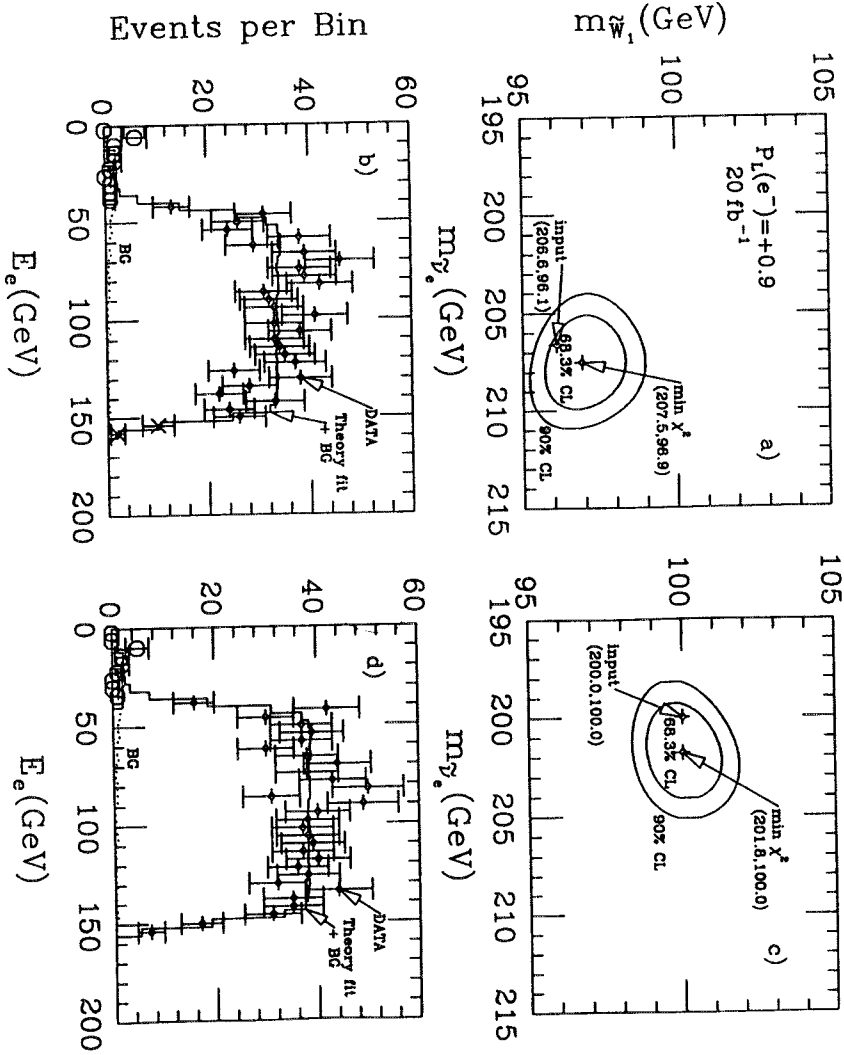 m_W̃₁(GeV)
105
100
95
195
200
205
210
215
m_ν̃ₑ(GeV)
P_L(e⁻)=+0.9
20 fb⁻¹
a)
input
(206.6,96.1)
68.3% CL
90% CL
min χ²
(207.5,96.9)
Events per Bin
60
40
20
0
0
50
100
150
200
Eₑ(GeV)
b)
BG
DATA
Theory fit
+ BG
105
100
95
195
200
205
210
215
m_ν̃ₑ(GeV)
c)
input
(200.0,100.0)
68.3% CL
90% CL
min χ²
(201.8,100.0)
60
40
20
0
0
50
100
150
200
Eₑ(GeV)
d)
BG
DATA
Theory fit
+ BG